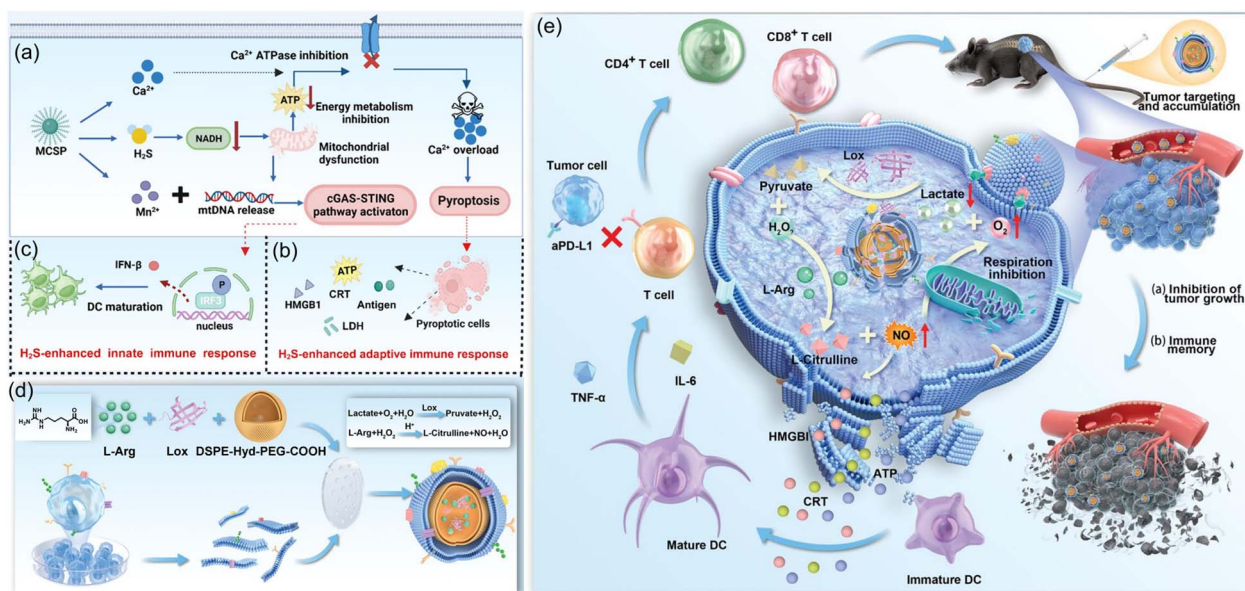 (a)
Ca²⁺ ATPase inhibition
Ca²⁺
ATP
Energy metabolism
inhibition
MCSP
H₂S
NADH
Mitochondrial
dysfunction
Ca²⁺ overload
Mn²⁺
mtDNA release
cGAS-STING
pathway activaton
Pyroptosis
(c)
IFN-β
P
IRF3
DC maturation
nucleus
H₂S-enhanced innate immune response
(b)
ATP
HMGB1
CRT
Antigen
LDH
Pyroptotic cells
H₂S-enhanced adaptive immune response
(d)
H₂N
NH
N
H
O
OH
NH₂
L-Arg
Lox
DSPE-Hyd-PEG-COOH
Lactate+O₂+H₂O Lox Pruvate+H₂O₂
L-Arg+H₂O₂ H⁺ L-Citrulline+NO+H₂O
(e)
CD4⁺ T cell
CD8⁺ T cell
Tumor targeting
and accumulation
Tumor cell
aPD-L1
T cell
Lox
Pyruvate
Lactate
H₂O₂
O₂
Respiration
inhibition
L-Arg
NO
L-Citrulline
(a) Inhibition of
tumor growth
(b) Immune
memory
TNF-α
IL-6
HMGBI
ATP
CRT
Mature DC
Immature DC